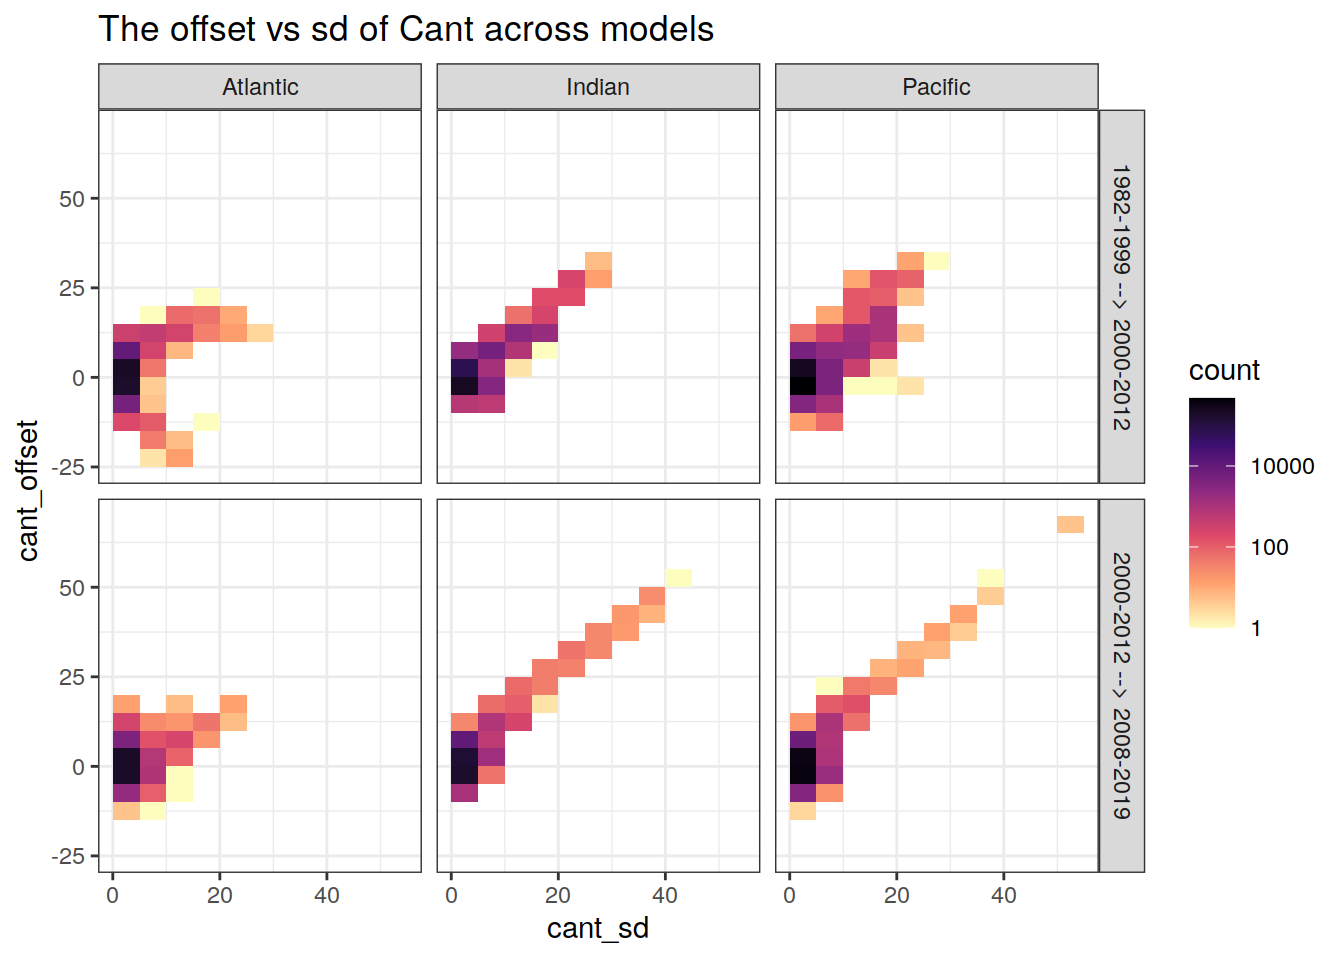 The offset vs sd of Cant across models
Atlantic
Indian
Pacific
50
25
0
-25
1982-1999 --> 2000-2012
50
25
0
-25
2000-2012 --> 2008-2019
cant_offset
0
20
40
0
20
40
0
20
40
cant_sd
count
10000
100
1